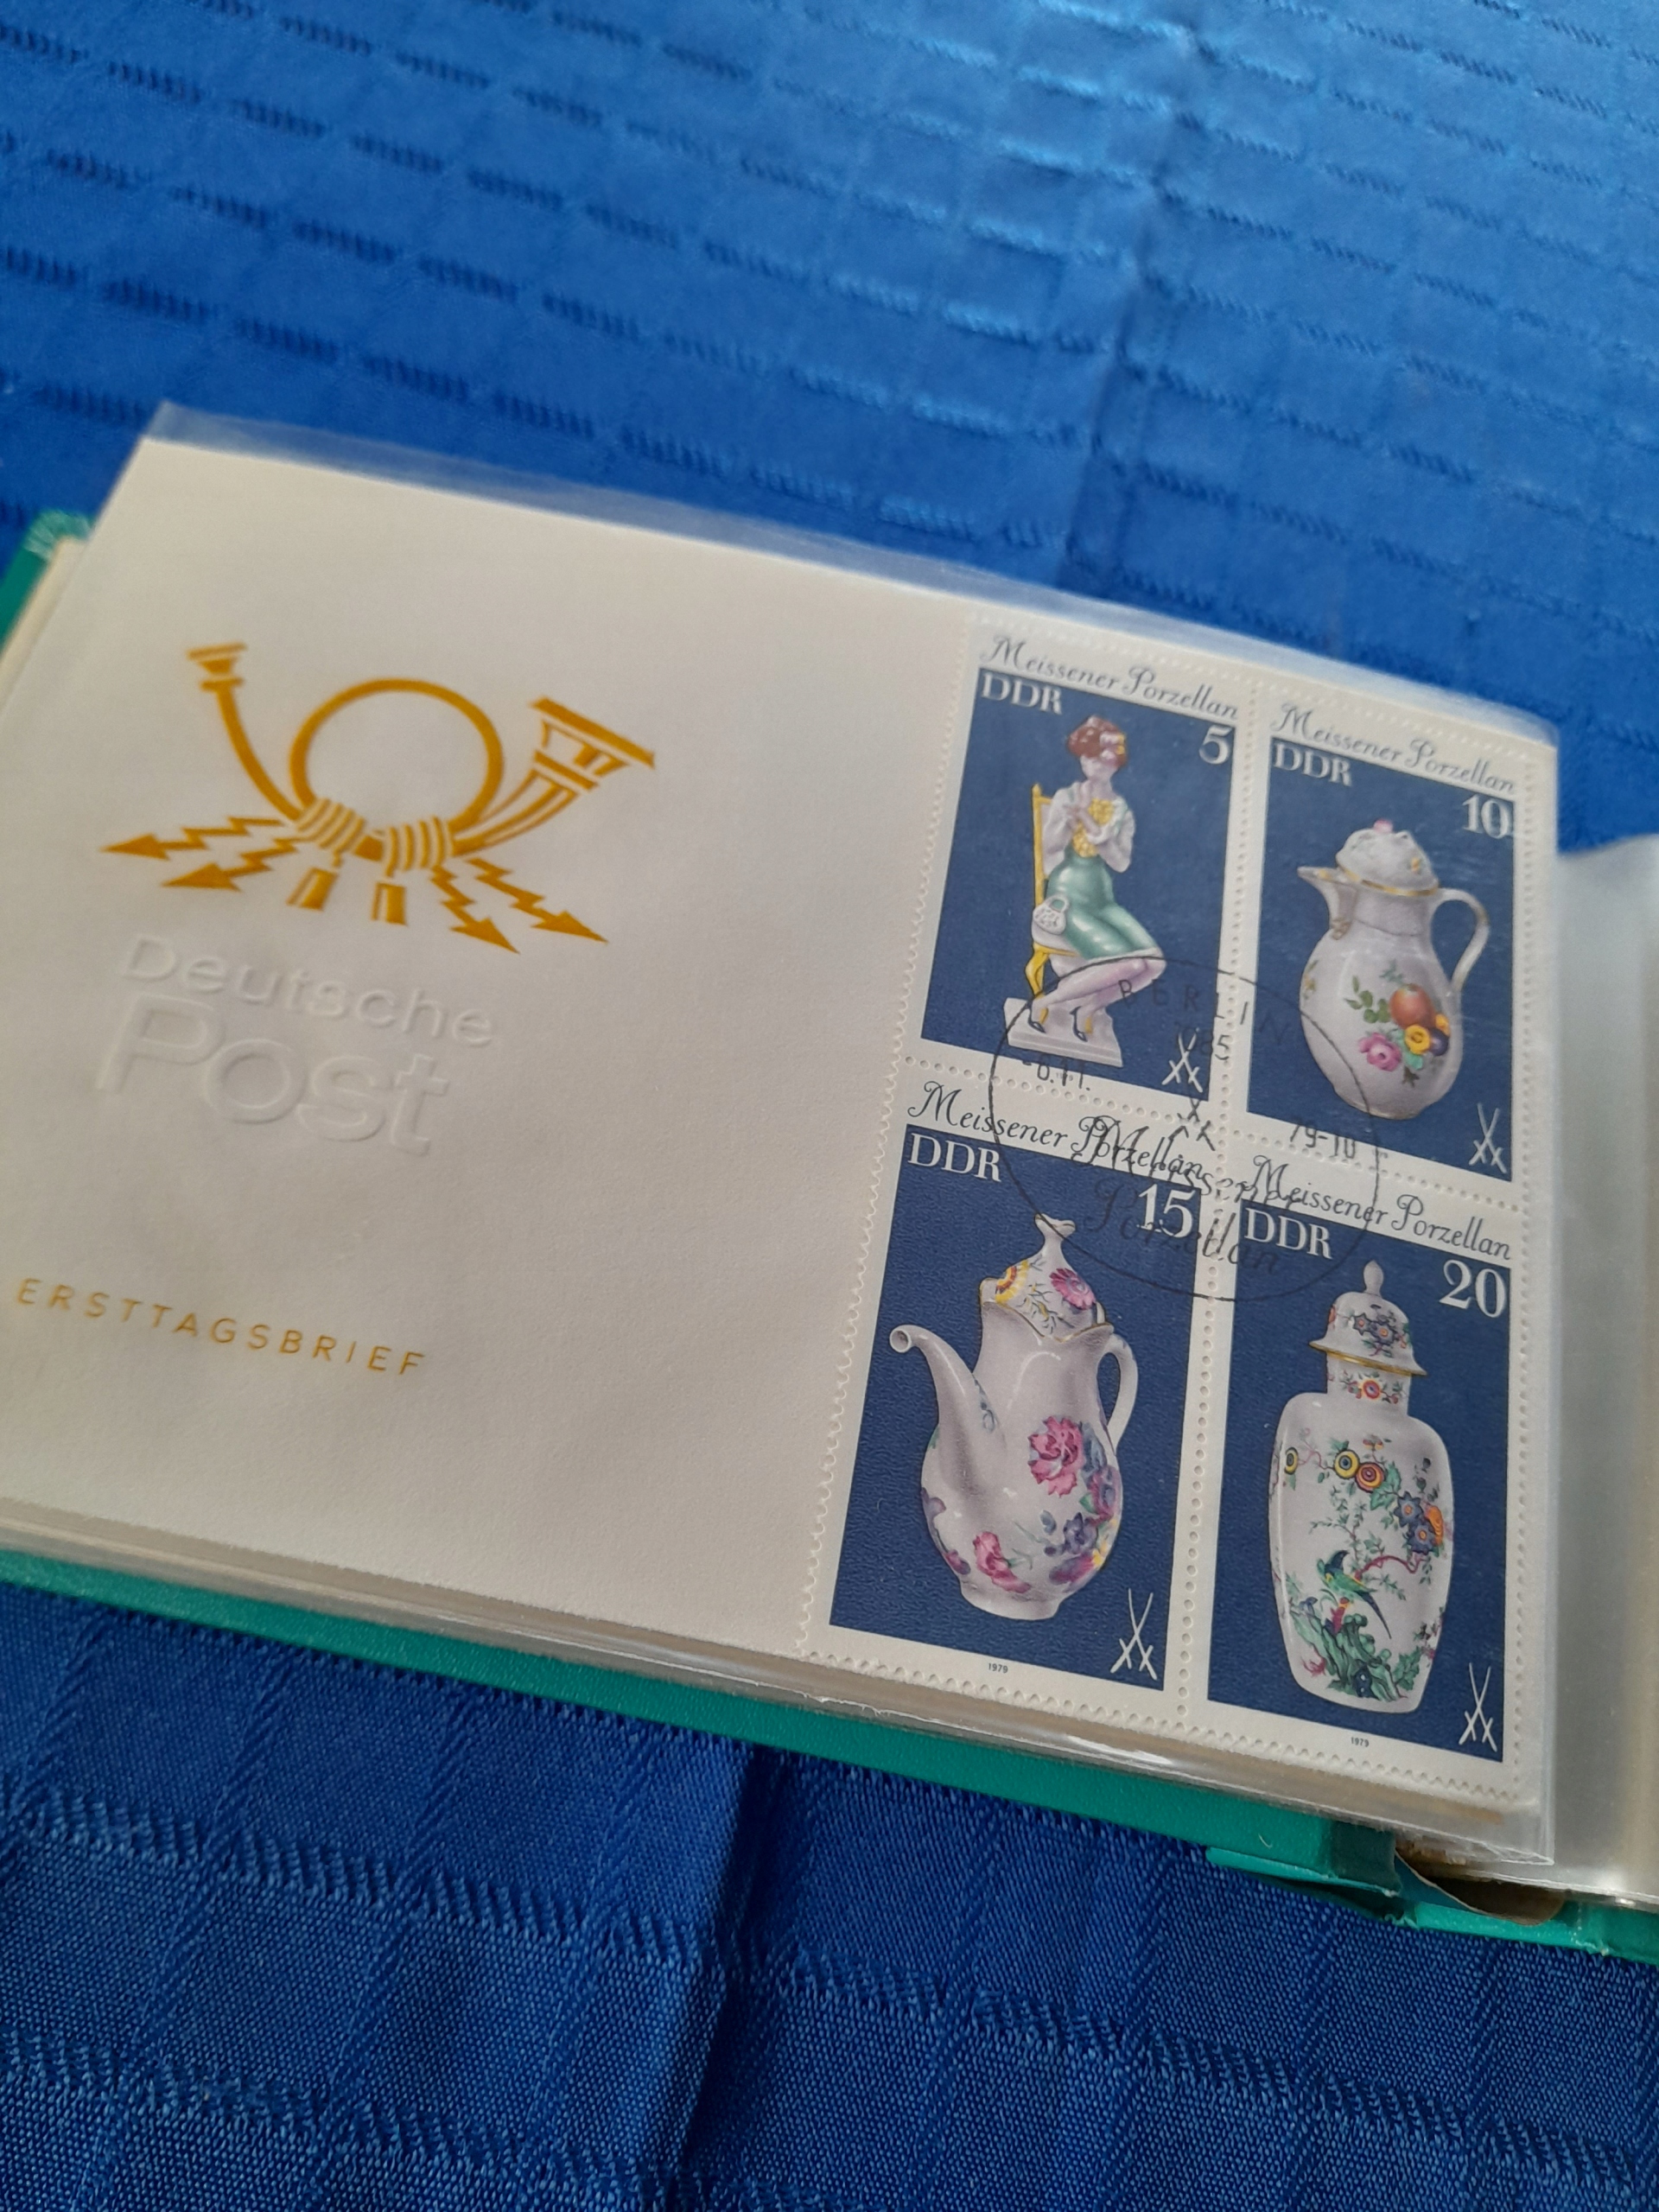 Deutsche
Post
ERSTTAGSBRIEF
Meissener Porzellan
DDR
5
Meissener Porzellan
DDR
10
Meissener Porzellan
DDR
15
1979
Meissener Porzellan
DDR
20
1979
BERLIN
79-10
Meissener
Porzellan